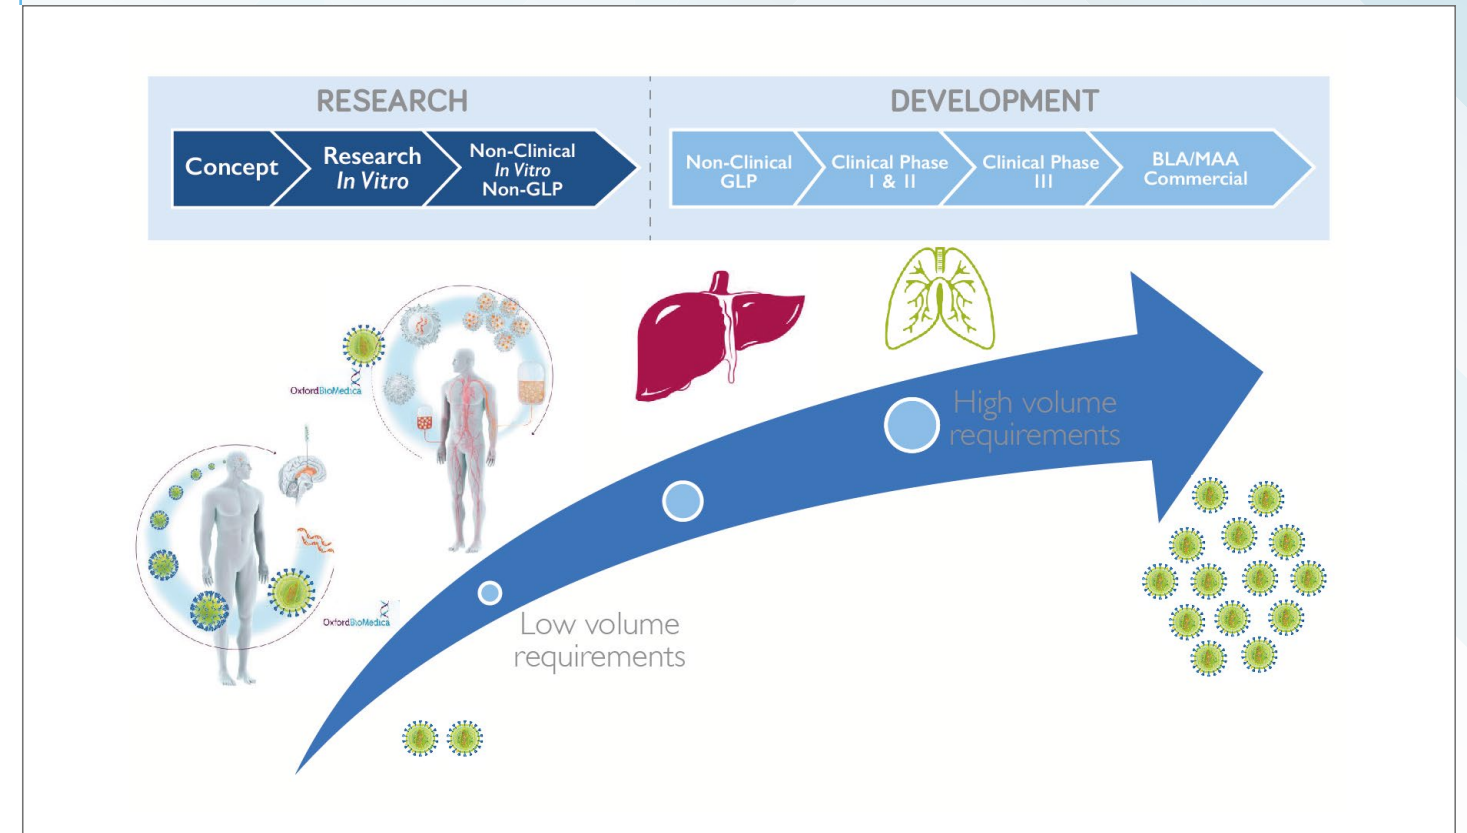 RESEARCH
DEVELOPMENT
Concept
Research
In Vitro
Non-Clinical
In Vitro
Non-GLP
Non-Clinical
GLP
Clinical Phase
I & II
Clinical Phase
III
BLA/MAA
Commercial
OxfordBioMedica
High volume
requirements
OxfordBioMedica
Low volume
requirements